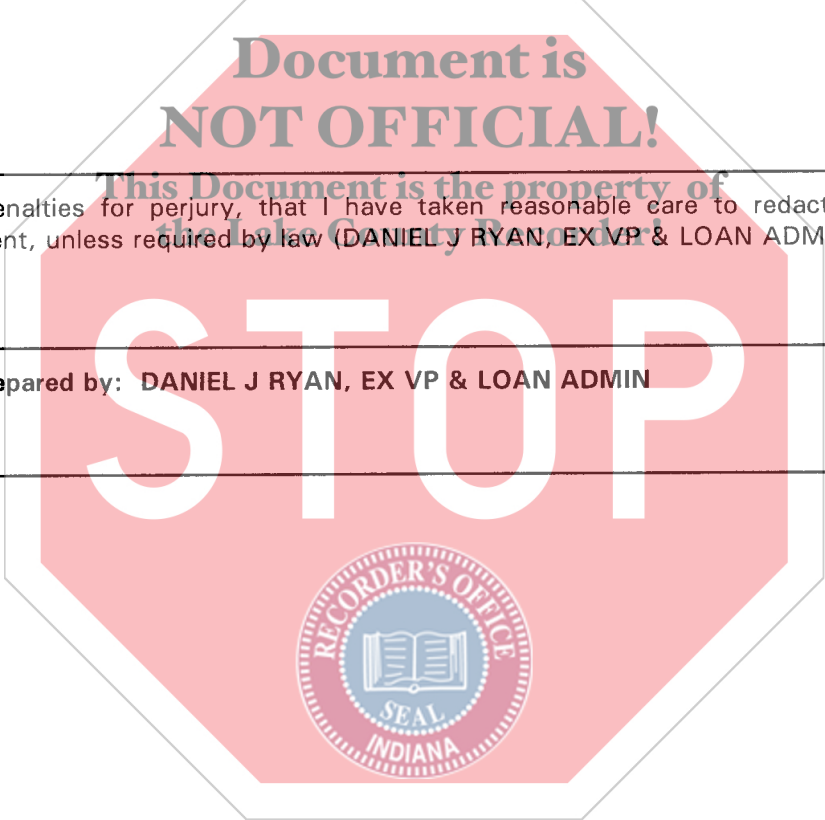 Document is
NOT OFFICIAL!
This Document is the property of
the Lake County Recorder!
enalties for perjury, that I have taken reasonable care to redact
ent, unless required by law (DANIEL J RYAN, EX VP & LOAN ADM
STOP
epared by: DANIEL J RYAN, EX VP & LOAN ADMIN
RECORDER'S OFFICE
SEAL
INDIANA